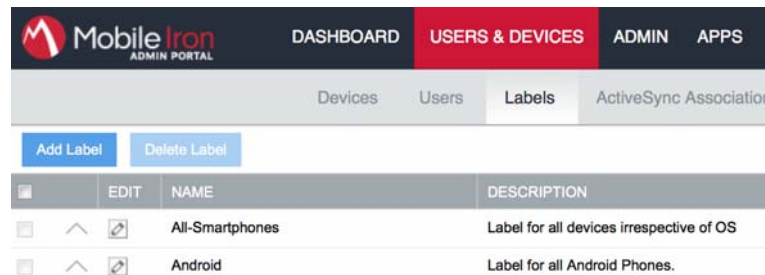 MobileIron
ADMIN PORTAL
DASHBOARD USERS & DEVICES ADMIN APPS
Devices Users Labels ActiveSync
Add Label Delete Label
EDIT NAME DESCRIPTION
All-Smartphones Label for all devices irrespective of OS
Android Label for all Android Phones.